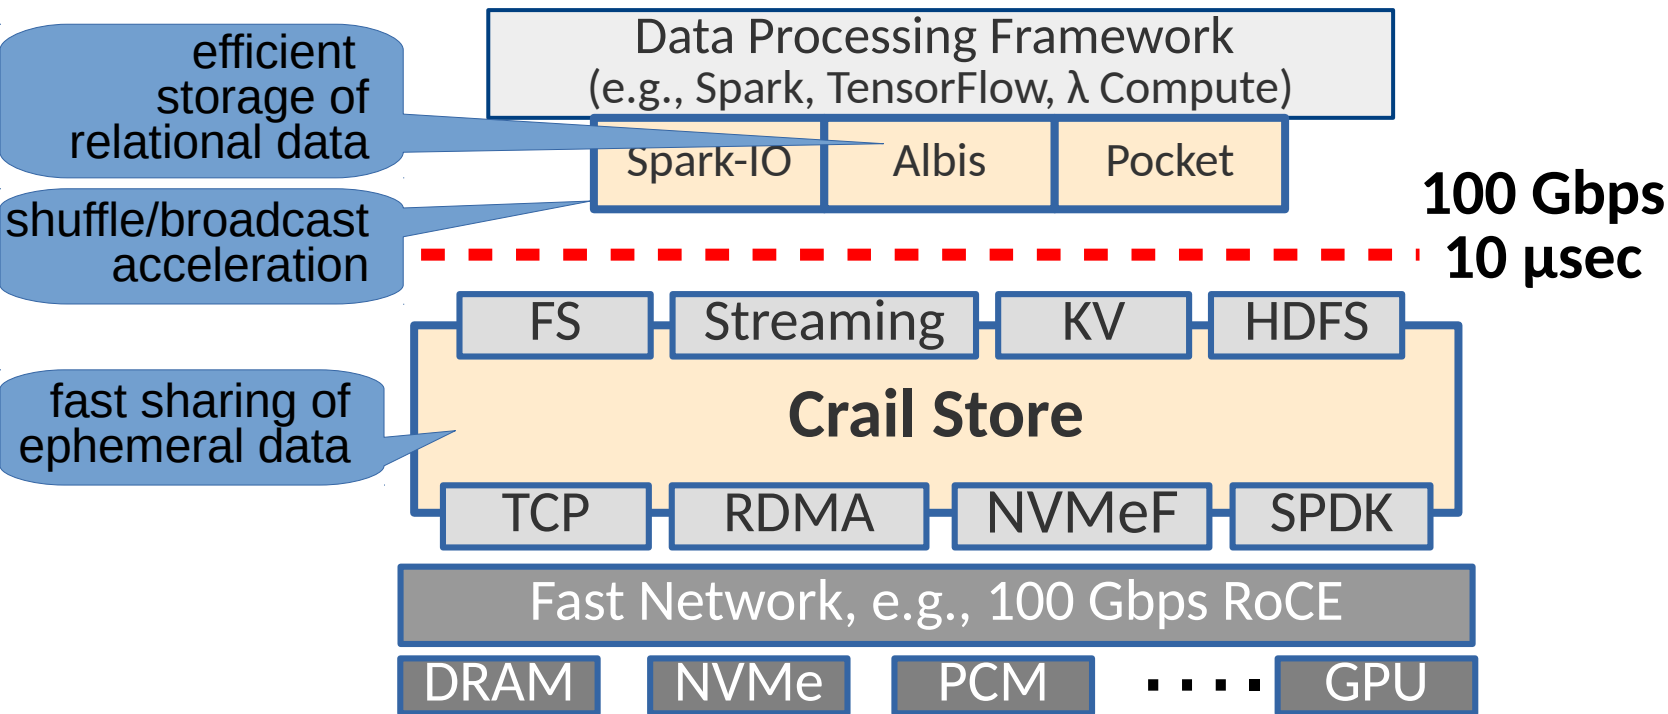 efficient
storage of
relational data
Data Processing Framework
(e.g., Spark, TensorFlow, λ Compute)
Spark-IO
Albis
Pocket
shuffle/broadcast
acceleration
100 Gbps
10 μsec
FS
Streaming
KV
HDFS
fast sharing of
ephemeral data
Crail Store
TCP
RDMA
NVMeF
SPDK
Fast Network, e.g., 100 Gbps RoCE
DRAM
NVMe
PCM
....
GPU